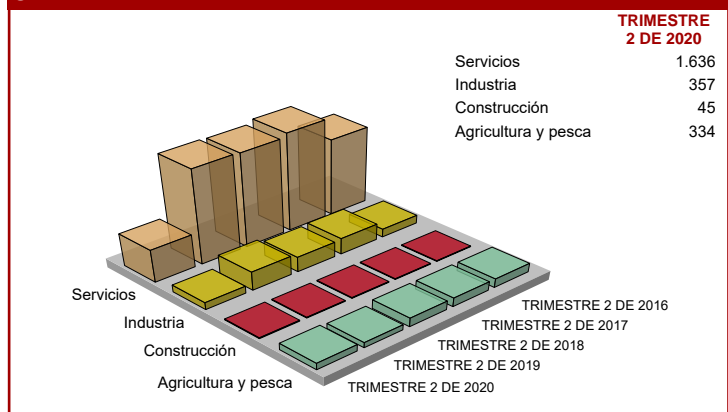 TRIMESTRE
2 DE 2020
Servicios 1.636
Industria 357
Construcción 45
Agricultura y pesca 334
Servicios
Industria
Construcción
Agricultura y pesca
TRIMESTRE 2 DE 2016
TRIMESTRE 2 DE 2017
TRIMESTRE 2 DE 2018
TRIMESTRE 2 DE 2019
TRIMESTRE 2 DE 2020